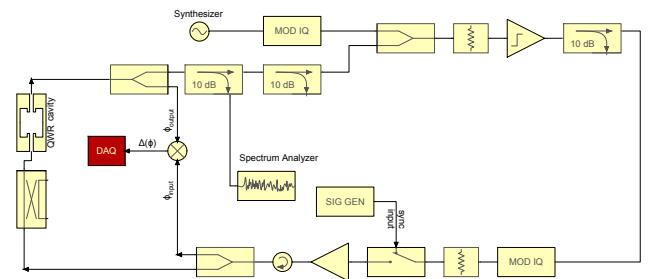 Synthesizer
MOD IQ
10 dB
10 dB
10 dB
QWR cavity
ϕoutput
DAQ
Δ(ϕ)
ϕinput
Spectrum Analyzer
SIG GEN
sync
input
MOD IQ